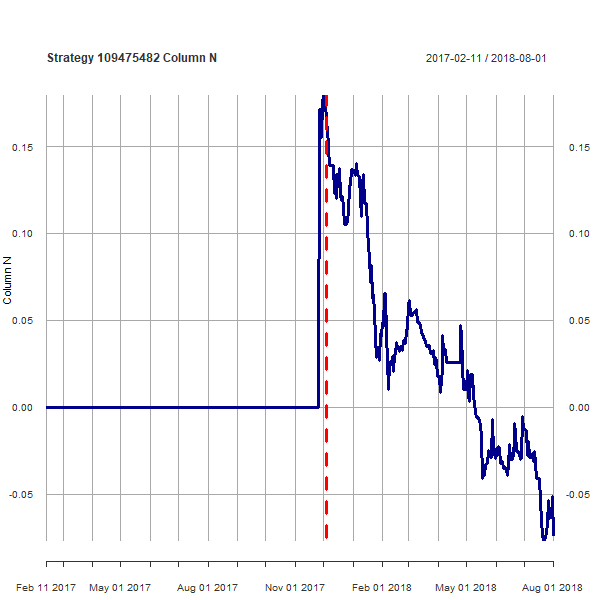 Strategy 109475482 Column N
2017-02-11 / 2018-08-01
0.15
0.15
0.10
0.10
Column N
0.05
0.05
0.00
0.00
-0.05
-0.05
Feb 11 2017
May 01 2017
Aug 01 2017
Nov 01 2017
Feb 01 2018
May 01 2018
Aug 01 2018